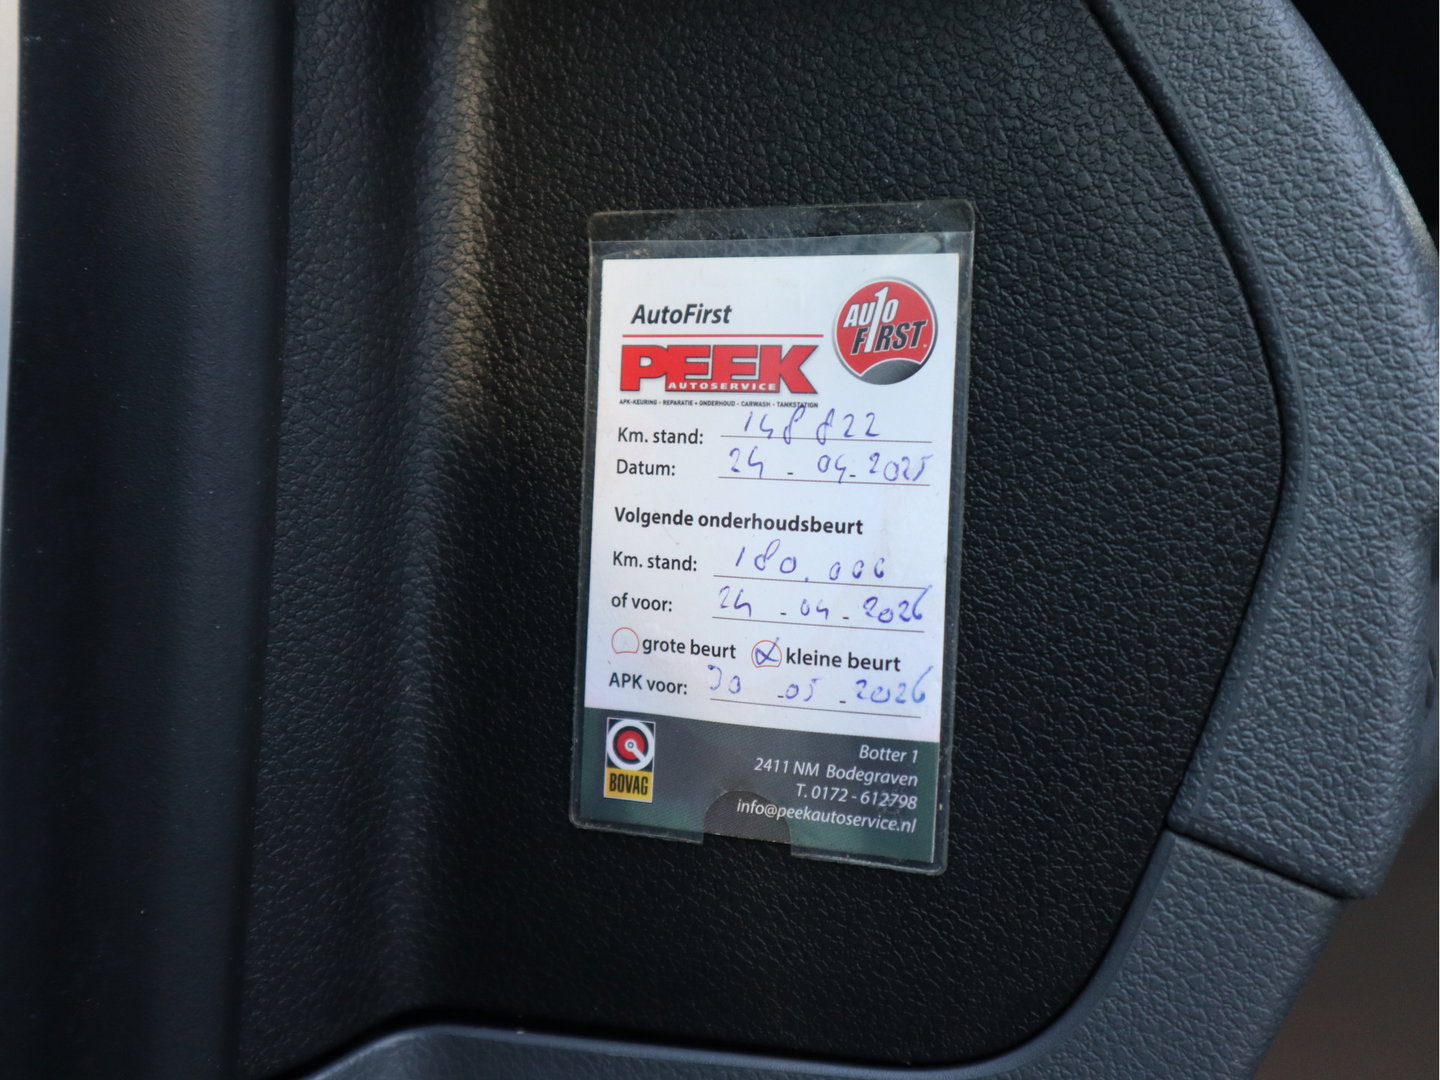 AutoFirst
AUTO FIRST
PEEK
AUTOSERVICE
APK-KEURING - REPARATIE • ONDERHOUD - CARWASH - TANKSTATION
Km. stand: 148 822
Datum: 24 - 04 - 2025
Volgende onderhoudsbeurt
Km. stand: 180.000
of voor: 24 - 04 - 2026
grote beurt kleine beurt
APK voor: 30 - 05 - 2026
BOVAG
Botter 1
2411 NM Bodegraven
T. 0172 - 612798
info@peekautoservice.nl